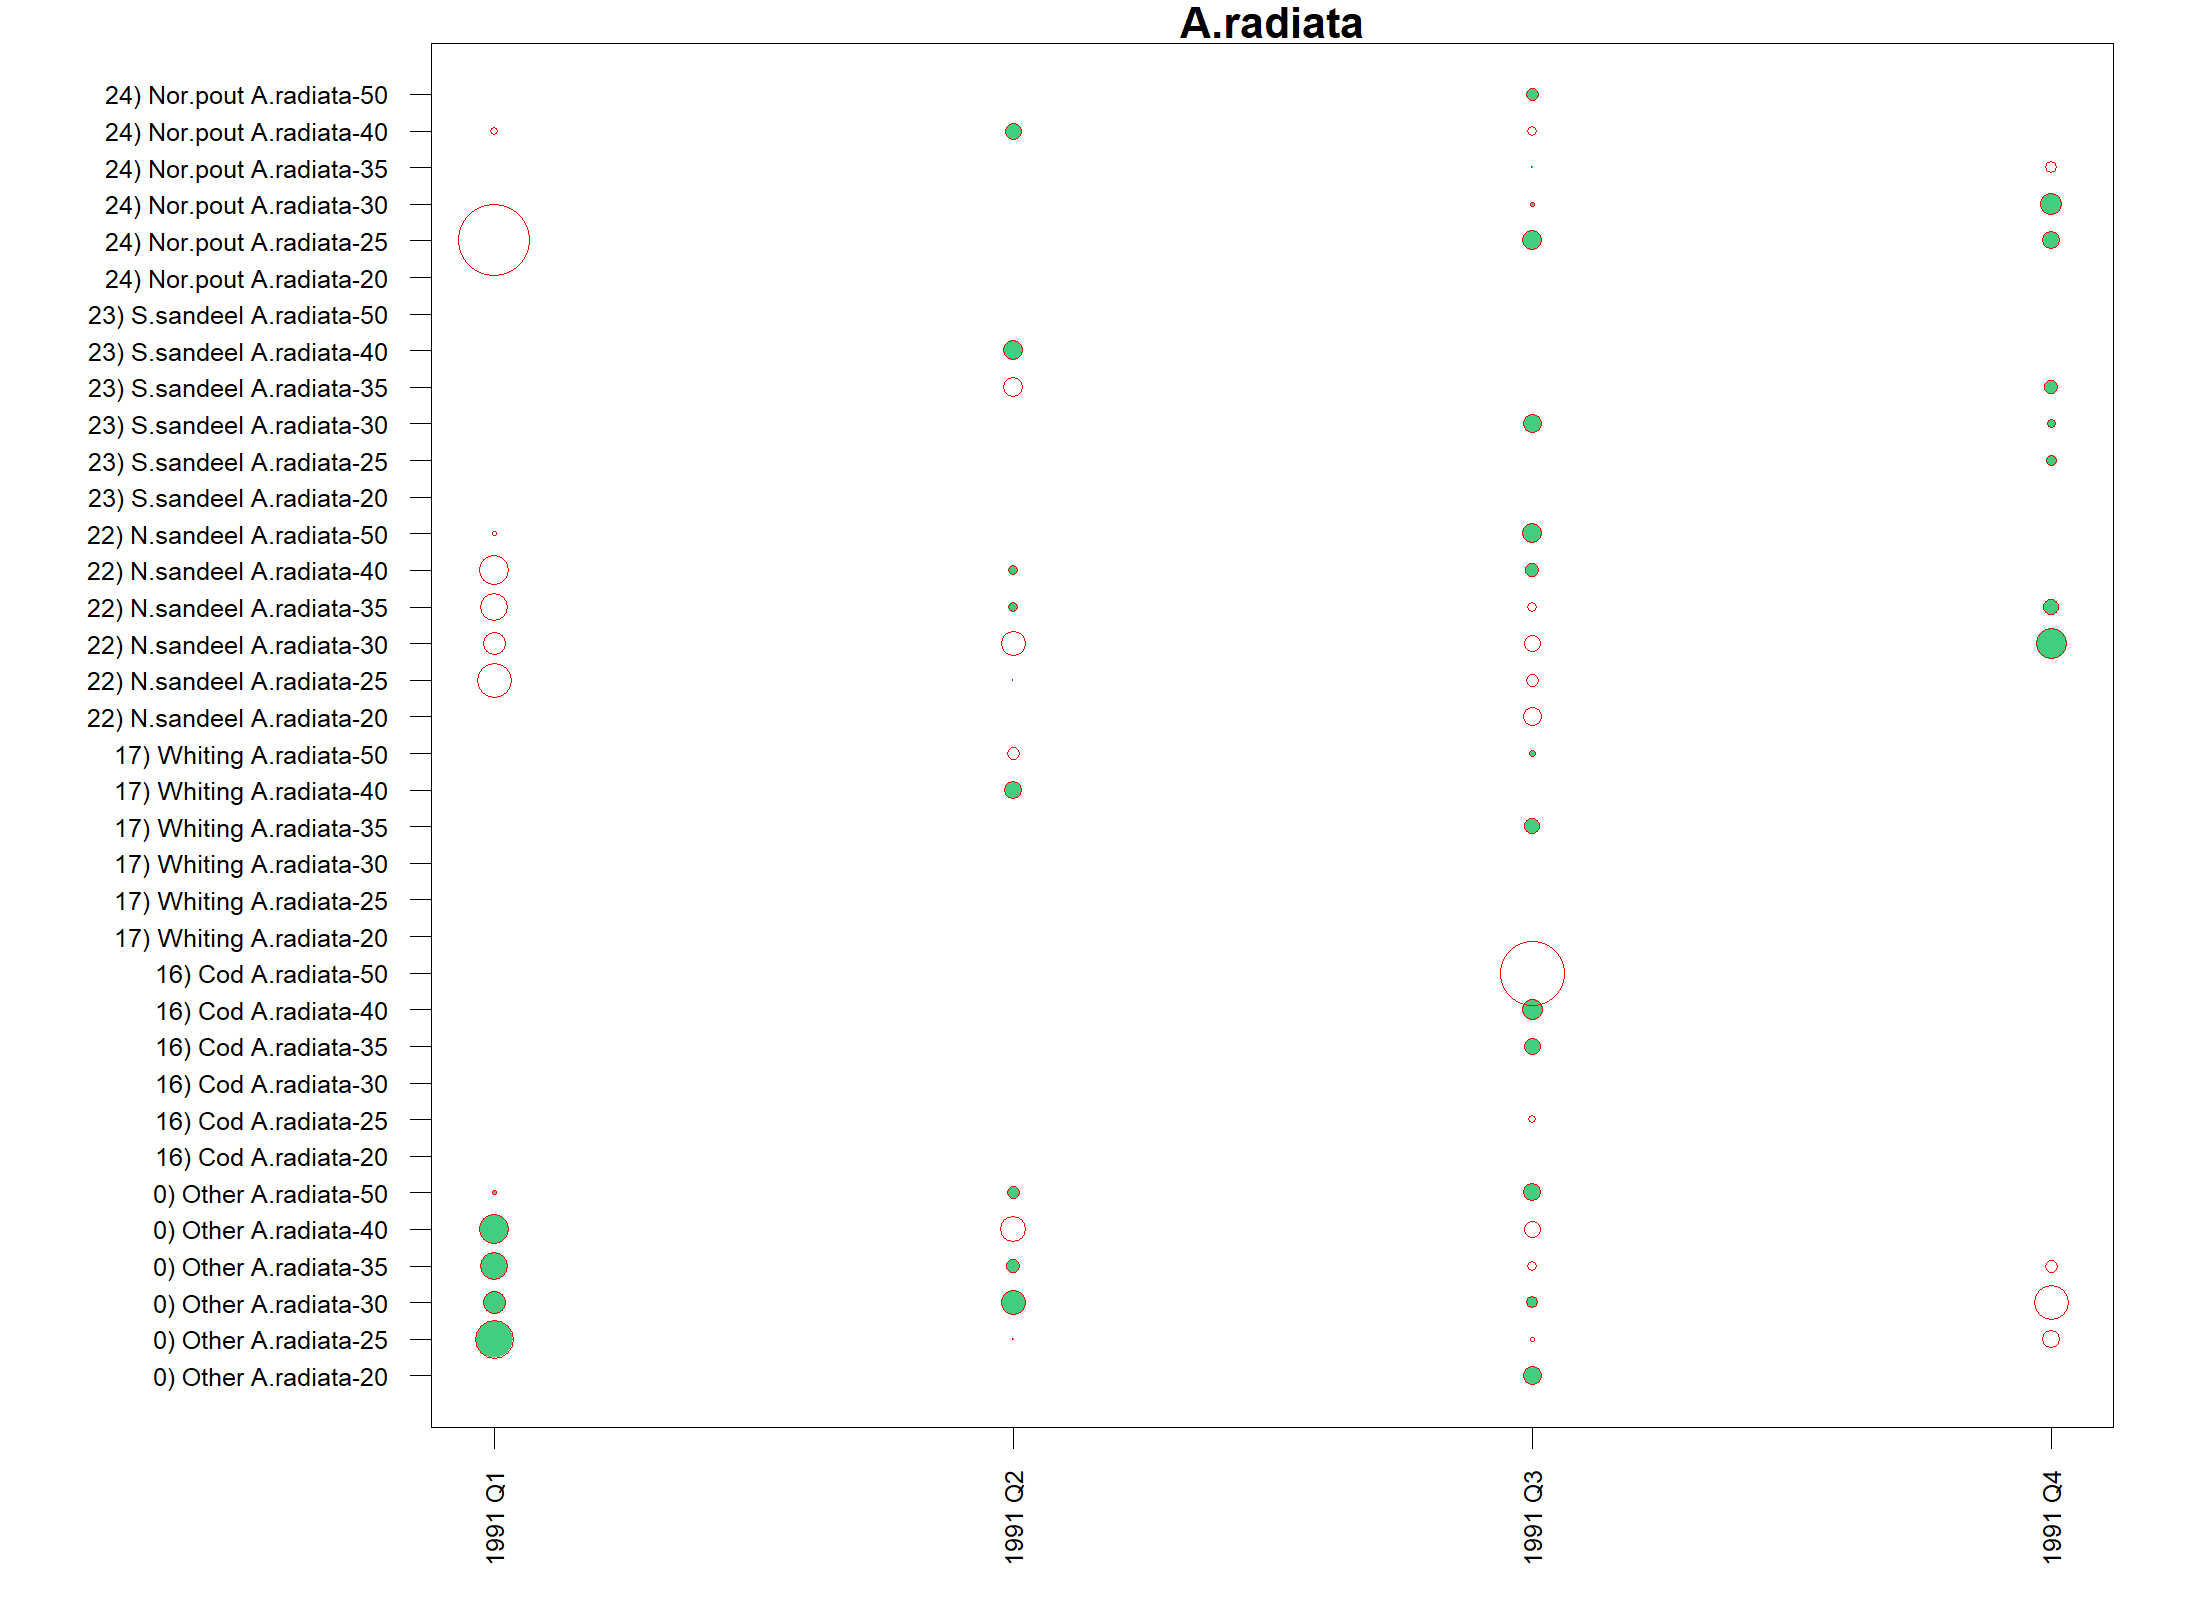 A.radiata
24) Nor.pout A.radiata-50
24) Nor.pout A.radiata-40
24) Nor.pout A.radiata-35
24) Nor.pout A.radiata-30
24) Nor.pout A.radiata-25
24) Nor.pout A.radiata-20
23) S.sandeel A.radiata-50
23) S.sandeel A.radiata-40
23) S.sandeel A.radiata-35
23) S.sandeel A.radiata-30
23) S.sandeel A.radiata-25
23) S.sandeel A.radiata-20
22) N.sandeel A.radiata-50
22) N.sandeel A.radiata-40
22) N.sandeel A.radiata-35
22) N.sandeel A.radiata-30
22) N.sandeel A.radiata-25
22) N.sandeel A.radiata-20
17) Whiting A.radiata-50
17) Whiting A.radiata-40
17) Whiting A.radiata-35
17) Whiting A.radiata-30
17) Whiting A.radiata-25
17) Whiting A.radiata-20
16) Cod A.radiata-50
16) Cod A.radiata-40
16) Cod A.radiata-35
16) Cod A.radiata-30
16) Cod A.radiata-25
16) Cod A.radiata-20
0) Other A.radiata-50
0) Other A.radiata-40
0) Other A.radiata-35
0) Other A.radiata-30
0) Other A.radiata-25
0) Other A.radiata-20
1991 Q1
1991 Q2
1991 Q3
1991 Q4